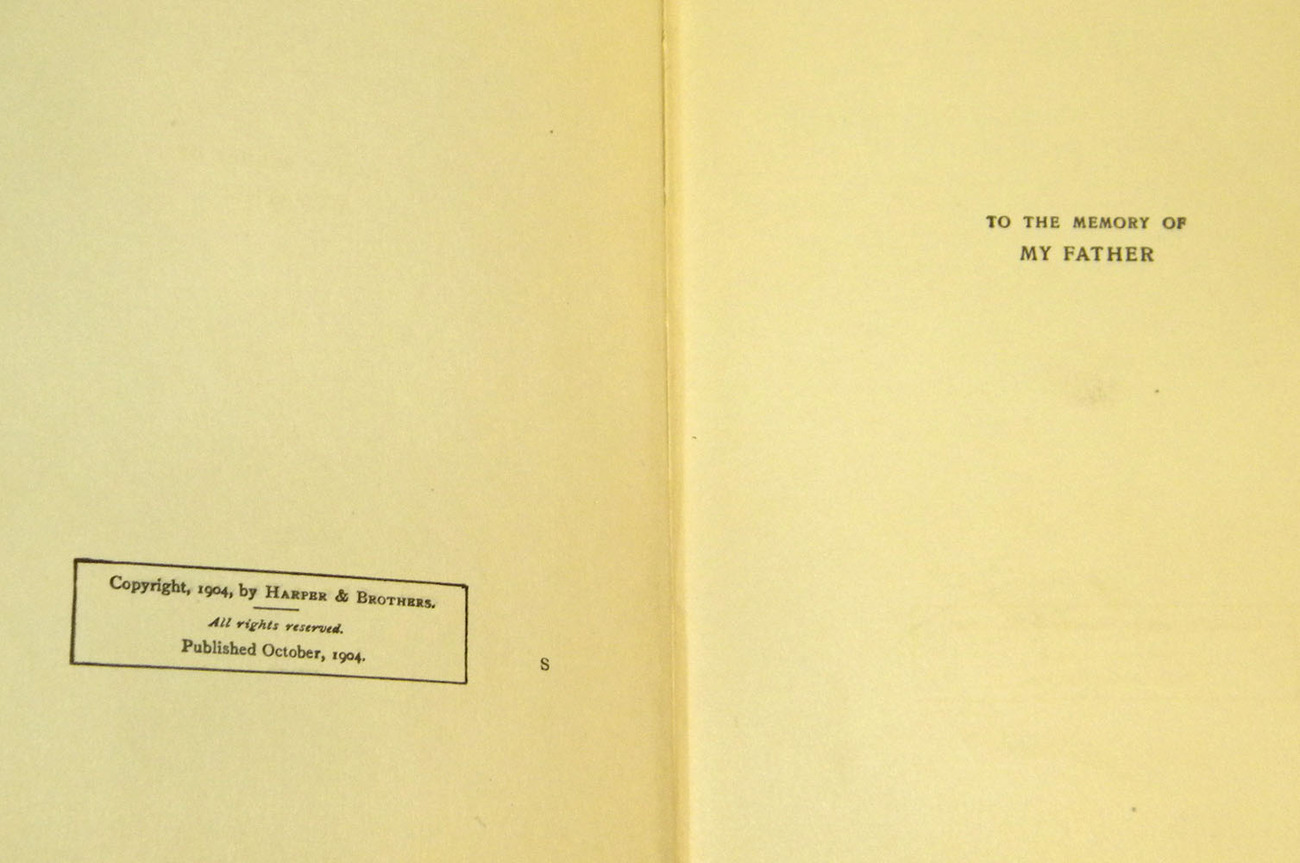 Copyright, 1904, by HARPER & BROTHERS.
All rights reserved.
Published October, 1904.
S
TO THE MEMORY OF
MY FATHER